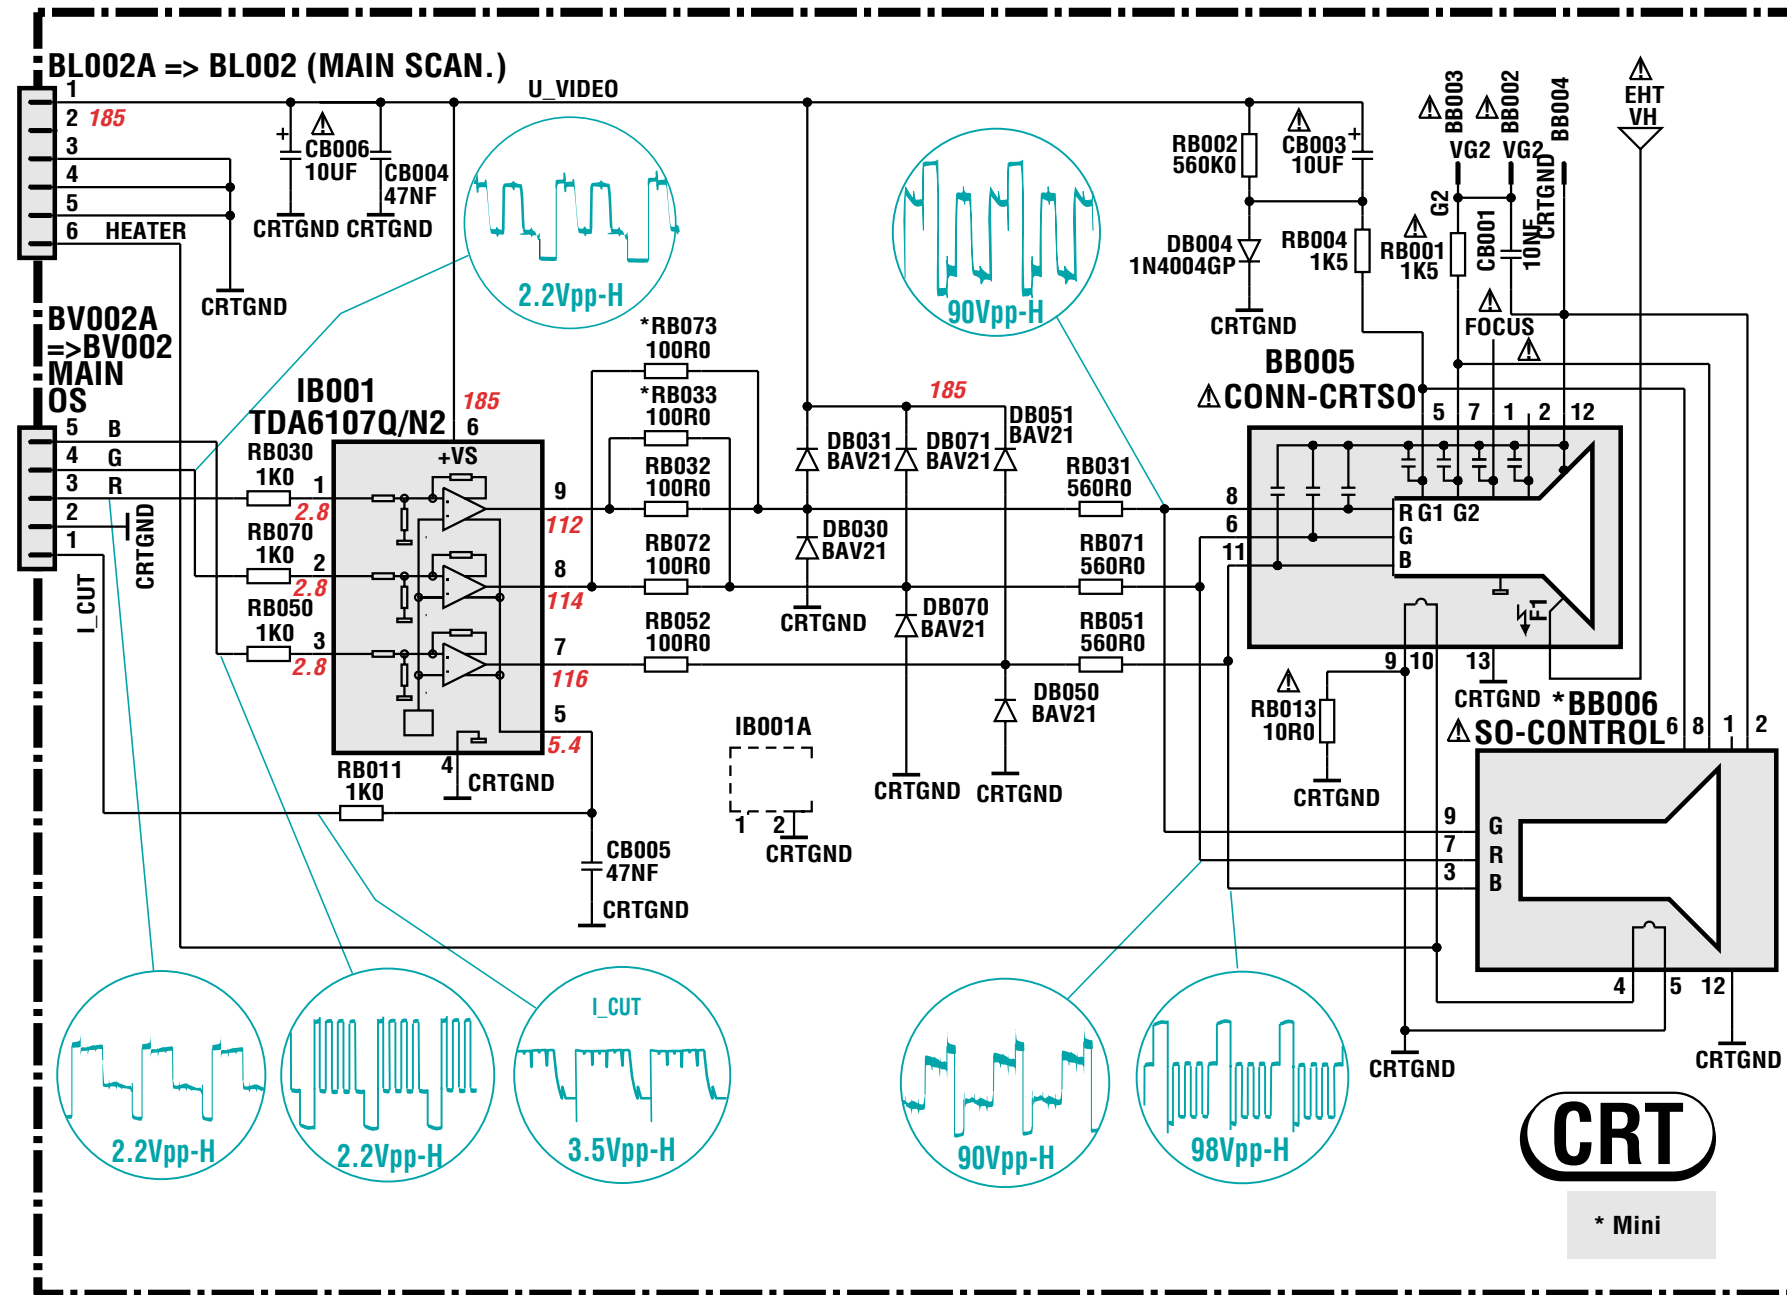 BL002A => BL002 (MAIN SCAN.)
1
2 185
3
4
5
6 HEATER
U_VIDEO
CB006
10UF
CB004
47NF
CRTGND CRTGND
CRTGND
2.2Vpp-H
90Vpp-H
RB002
560K0
CB003
10UF
DB004
1N4004GP
RB004
1K5
CRTGND
BB003
VG2
BB002
VG2
BB004
CRTGND
EHT
VH
G2
RB001
1K5
CB001
10NF
FOCUS
BV002A
=>BV002
MAIN
OS
5 B
4 G
3 R
2
1
CRTGND
I_CUT
IB001
TDA6107Q/N2
185
6
+VS
RB030
1K0
1
2.8
RB070
1K0
2
2.8
RB050
1K0
3
2.8
9
112
8
114
7
116
5
5.4
4
CRTGND
RB011
1K0
*RB073
100R0
*RB033
100R0
RB032
100R0
RB072
100R0
RB052
100R0
185
DB031
BAV21
DB071
BAV21
DB051
BAV21
DB030
BAV21
DB070
BAV21
DB050
BAV21
CRTGND
CRTGND
CRTGND
RB031
560R0
RB071
560R0
RB051
560R0
IB001A
1 2
CRTGND
CB005
47NF
CRTGND
BB005
CONN-CRTSO
5 7 1 2 12
8
6
11
R G1 G2
G
B
F1
9 10 13
CRTGND
RB013
10R0
CRTGND
*BB006
SO-CONTROL
6 8 1 2
9 G
7 R
3 B
4 5 12
CRTGND
CRTGND
2.2Vpp-H
2.2Vpp-H
I_CUT
3.5Vpp-H
90Vpp-H
98Vpp-H
CRT
* Mini